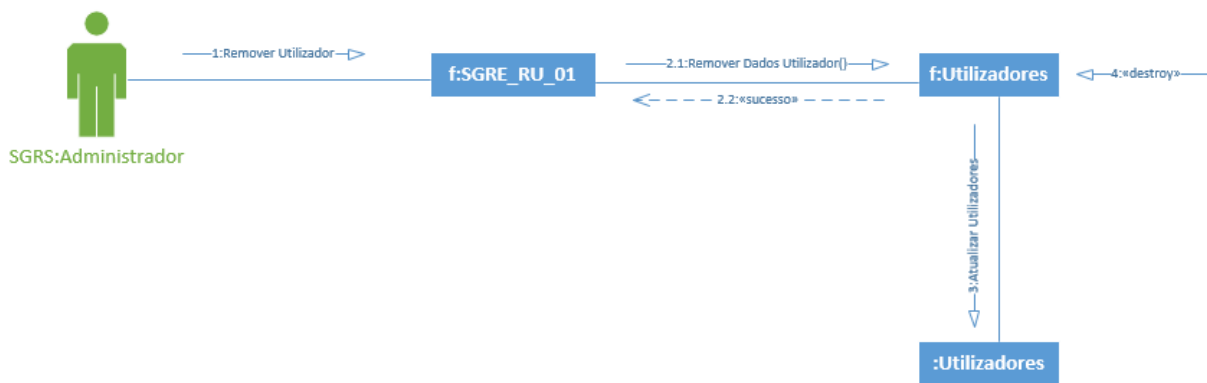 1:Remover Utilizador
2.1:Remover Dados Utilizador()
f:SGRE_RU_01
f:Utilizadores
4:«destroy»
2.2:«sucesso»
SGRS:Administrador
3:Atualizar Utilizadores
:Utilizadores